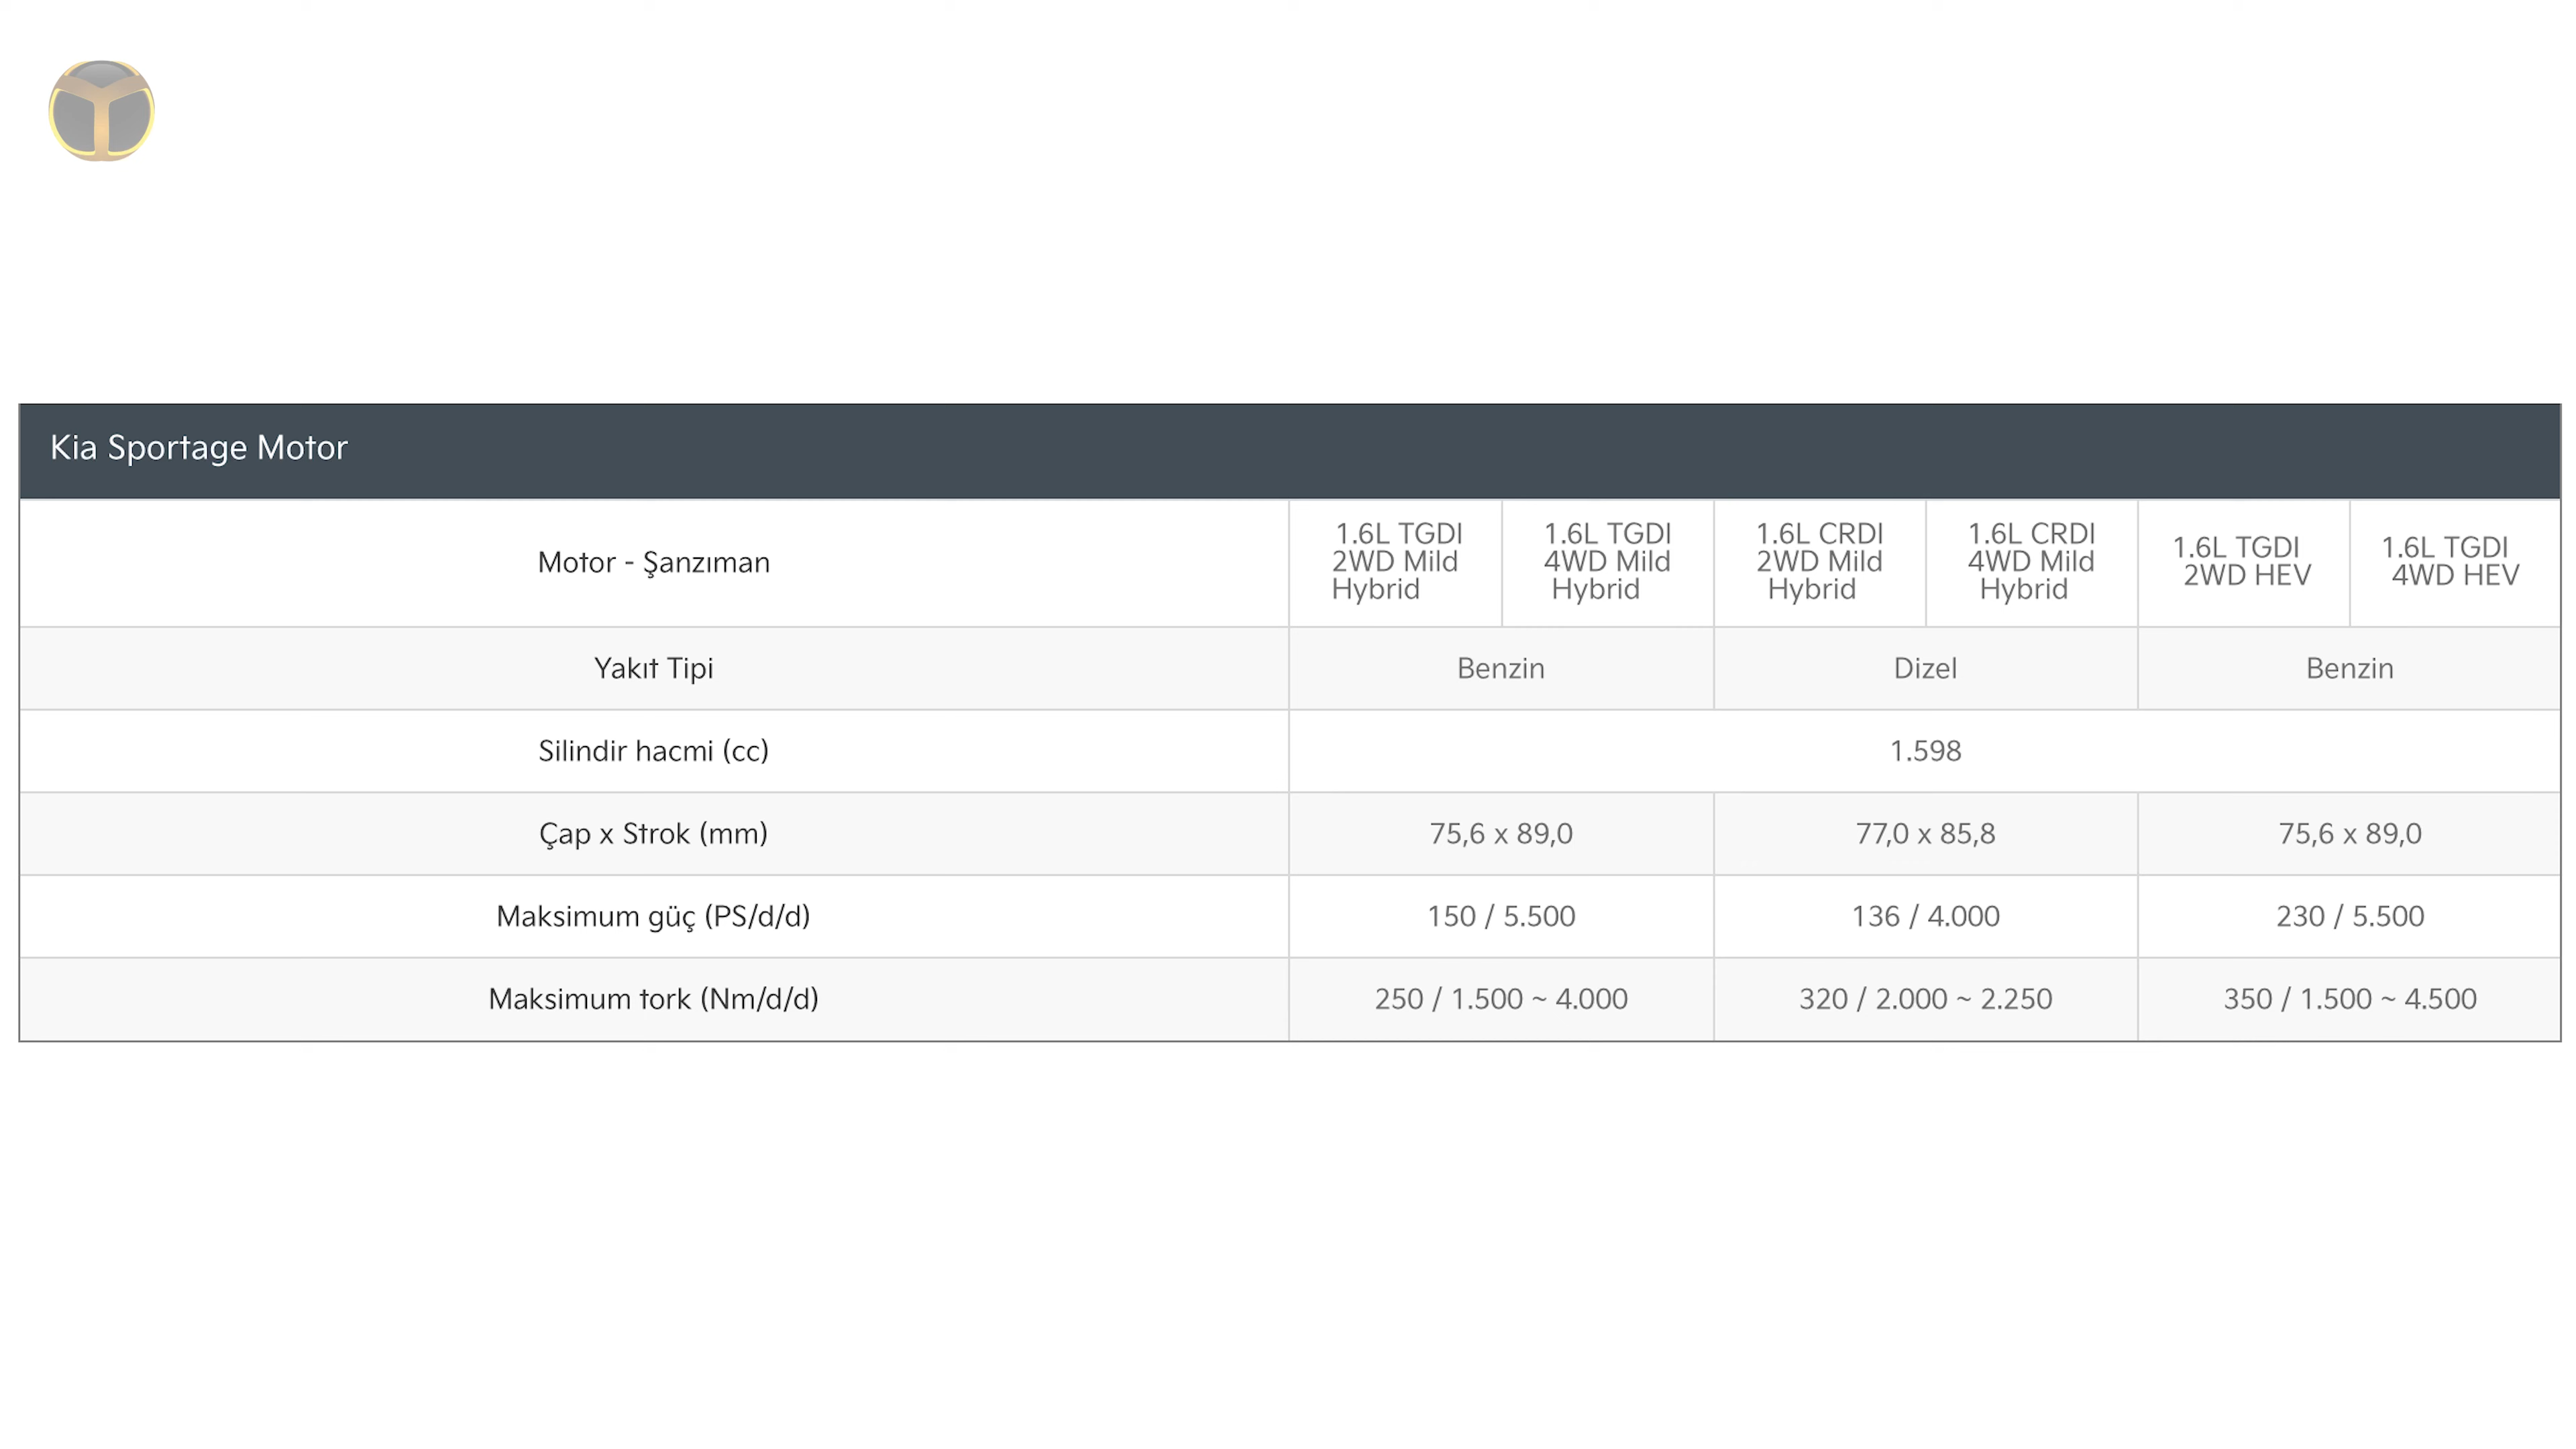 Kia Sportage Motor
Motor - Şanzıman
1.6L TGDI
2WD Mild
Hybrid
1.6L TGDI
4WD Mild
Hybrid
1.6L CRDI
2WD Mild
Hybrid
1.6L CRDI
4WD Mild
Hybrid
1.6L TGDI
2WD HEV
1.6L TGDI
4WD HEV
Yakıt Tipi
Benzin
Dizel
Benzin
Silindir hacmi (cc)
1.598
Çap x Strok (mm)
75,6 x 89,0
77,0 x 85,8
75,6 x 89,0
Maksimum güç (PS/d/d)
150 / 5.500
136 / 4.000
230 / 5.500
Maksimum tork (Nm/d/d)
250 / 1.500 ~ 4.000
320 / 2.000 ~ 2.250
350 / 1.500 ~ 4.500